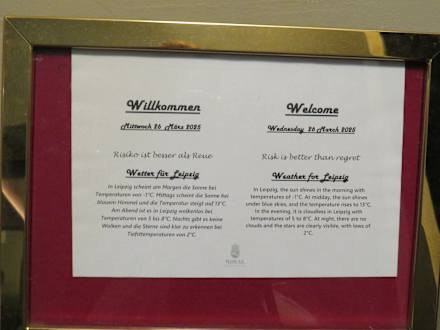 Willkommen
Mittwoch 26 März 2025
Risiko ist besser als Reue
Wetter für Leipzig
In Leipzig scheint am Morgen die Sonne bei
Temperaturen von -1°C. Mittags scheint die Sonne bei
blauem Himmel und die Temperatur steigt auf 13°C.
Am Abend ist es in Leipzig wolkenlos bei
Temperaturen von 5 bis 8°C. Nachts gibt es keine
Wolken und die Sterne sind klar zu erkennen bei
Tiefsttemperaturen von 2°C.
Welcome
Wednesday 26 March 2025
Risk is better than regret
Weather for Leipzig
In Leipzig, the sun shines in the morning with
temperatures of -1°C. At midday, the sun shines
under blue skies, and the temperature rises to 13°C.
In the evening, it is cloudless in Leipzig with
temperatures of 5 to 8°C. At night, there are no
clouds and the stars are clearly visible, with lows of
2°C.